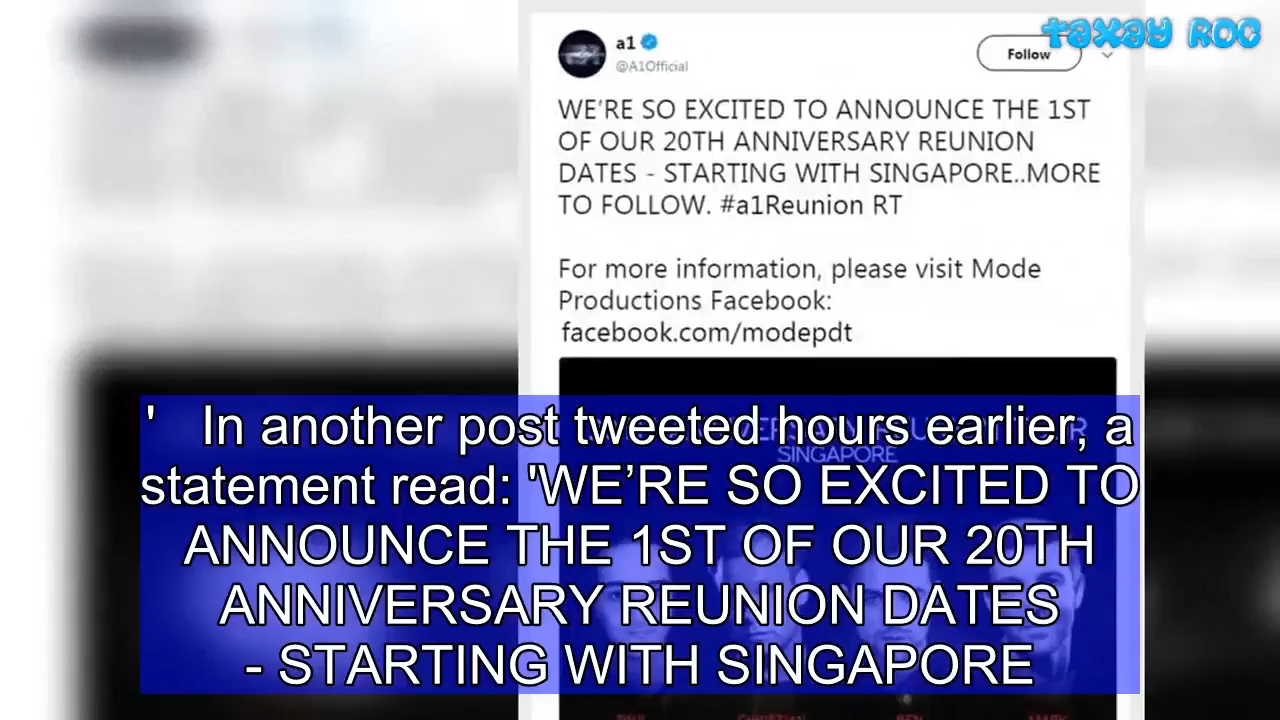 TaXaY ROC
a1
@A1Official
Follow
WE'RE SO EXCITED TO ANNOUNCE THE 1ST
OF OUR 20TH ANNIVERSARY REUNION
DATES - STARTING WITH SINGAPORE..MORE
TO FOLLOW. #a1Reunion RT
For more information, please visit Mode
Productions Facebook:
facebook.com/modepdt
SINGAPORE
' In another post tweeted hours earlier, a
statement read: 'WE’RE SO EXCITED TO
ANNOUNCE THE 1ST OF OUR 20TH
ANNIVERSARY REUNION DATES
- STARTING WITH SINGAPORE